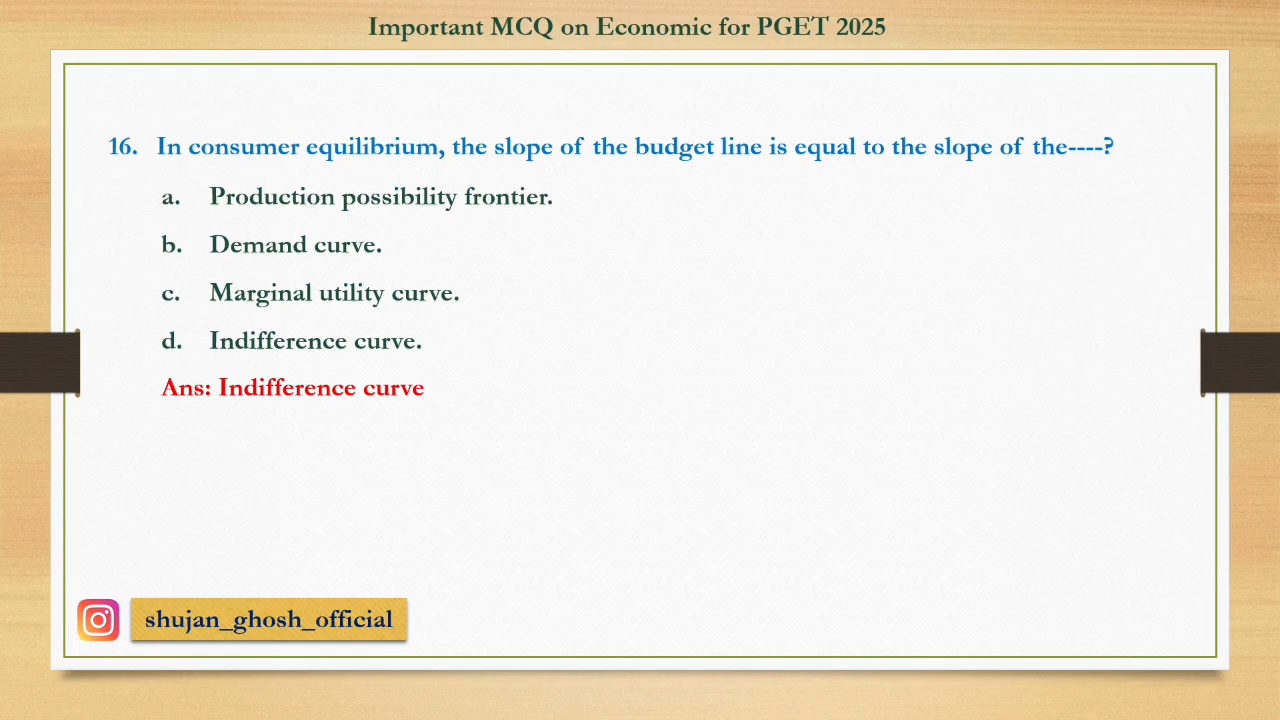 Important MCQ on Economic for PGET 2025
16. In consumer equilibrium, the slope of the budget line is equal to the slope of the----?
a. Production possibility frontier.
b. Demand curve.
c. Marginal utility curve.
d. Indifference curve.
Ans: Indifference curve
shujan_ghosh_official